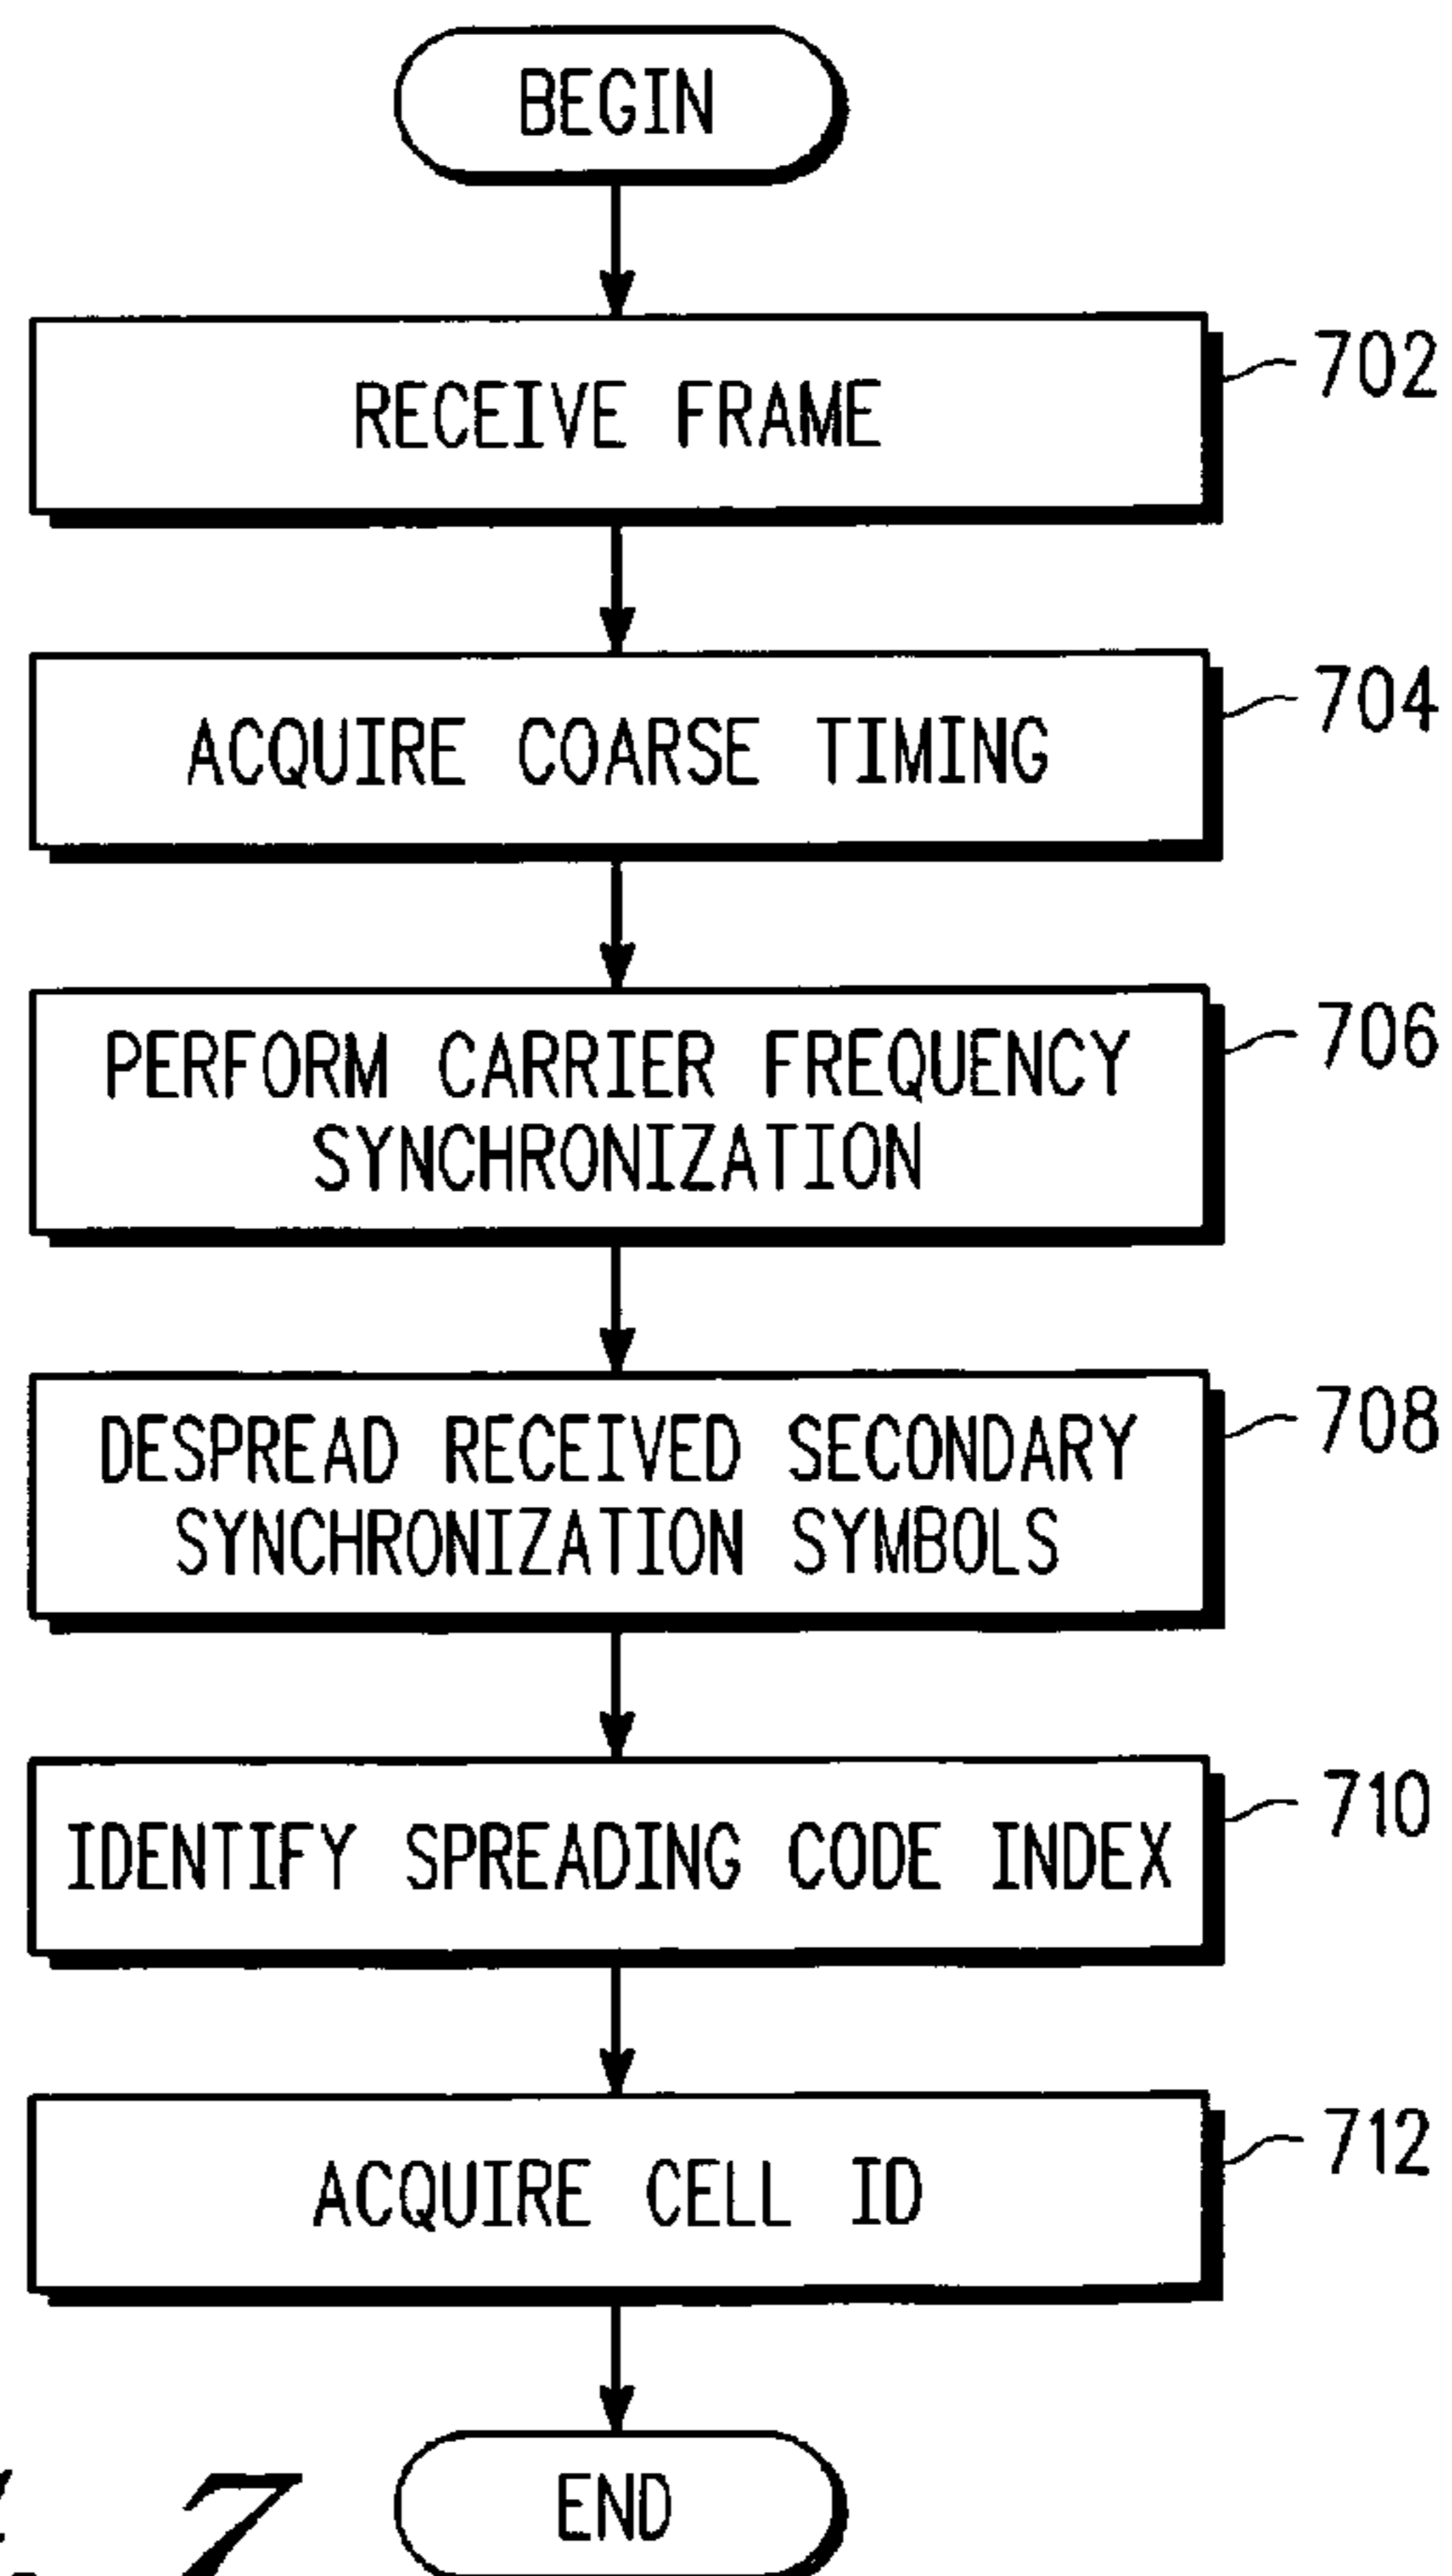 BEGIN
RECEIVE FRAME
702
ACQUIRE COARSE TIMING
704
PERFORM CARRIER FREQUENCY
SYNCHRONIZATION
706
DESPREAD RECEIVED SECONDARY
SYNCHRONIZATION SYMBOLS
708
IDENTIFY SPREADING CODE INDEX
710
ACQUIRE CELL ID
712
END
7